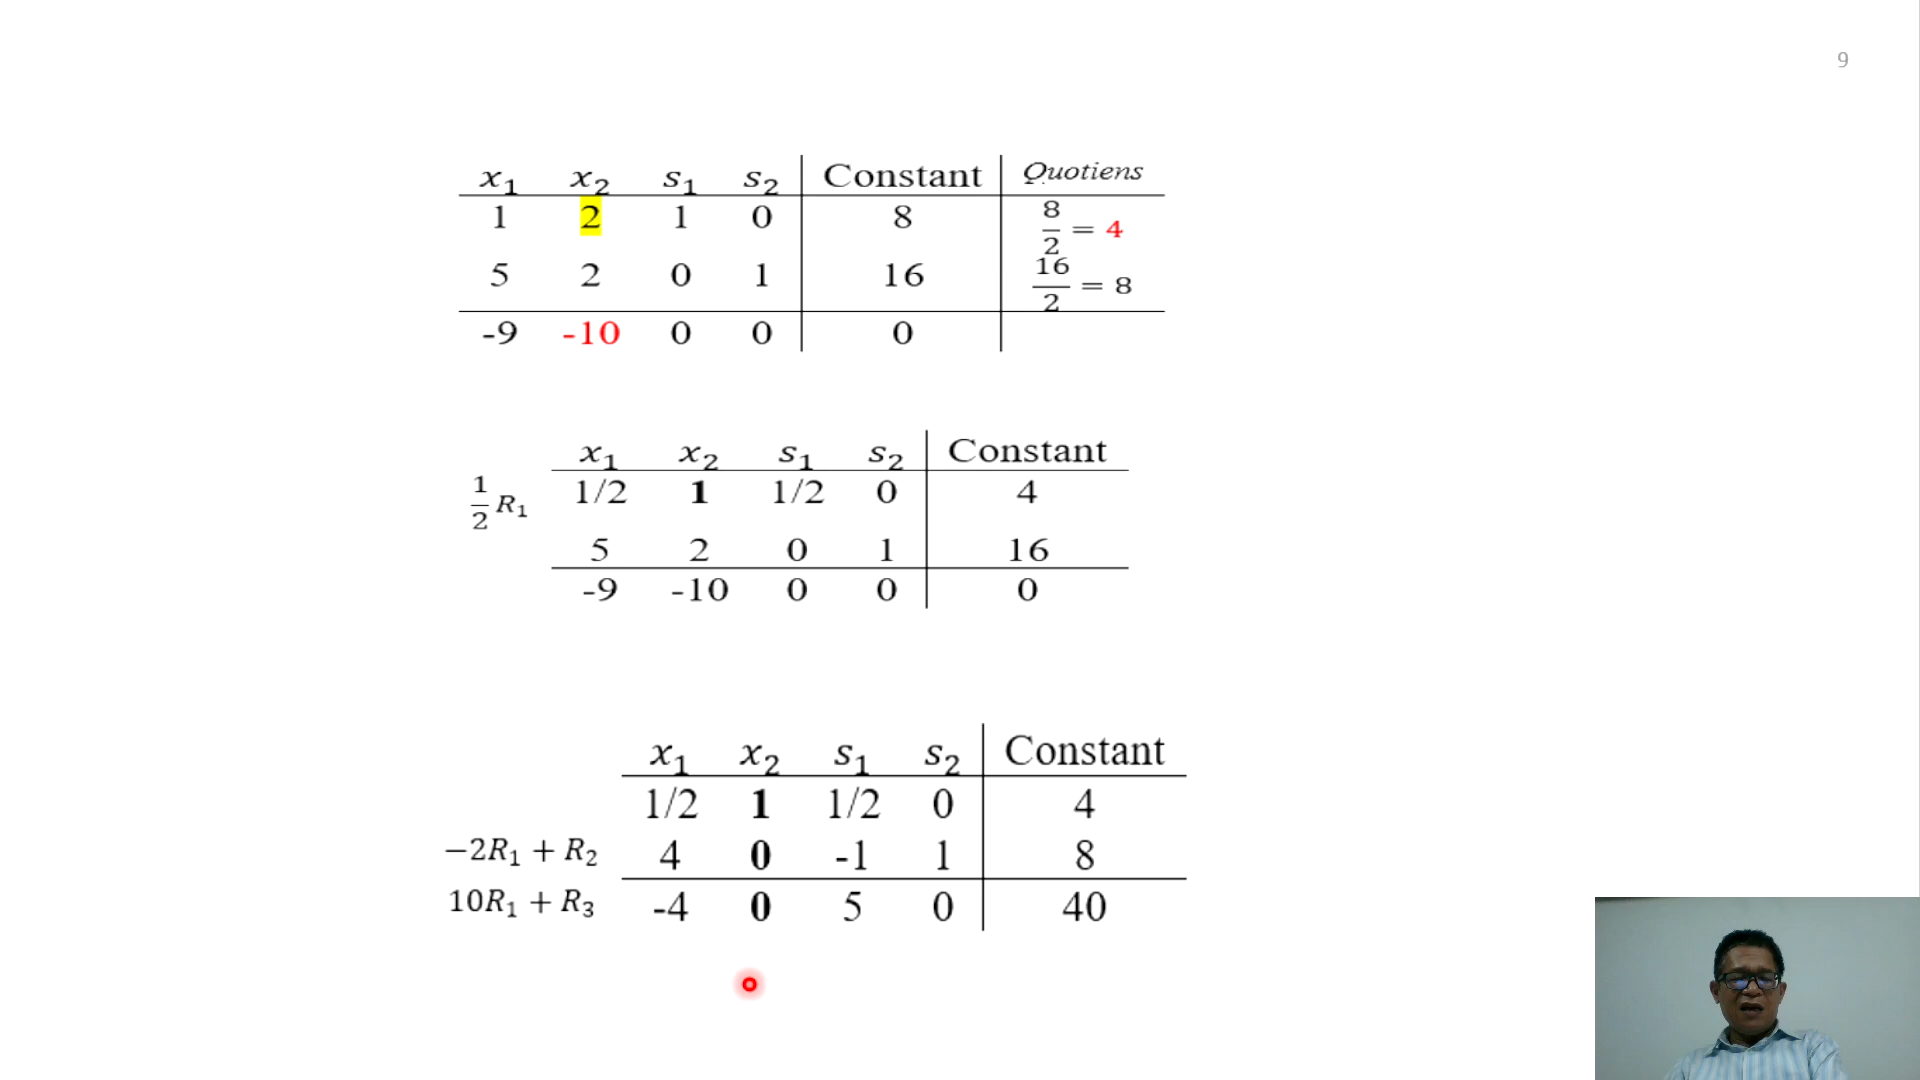 9
x₁ x₂ s₁ s₂ Constant Quotiens
1 2 1 0 8 8/2 = 4
5 2 0 1 16 16/2 = 8
-9 -10 0 0 0
x₁ x₂ s₁ s₂ Constant
1/2 R₁ 1/2 1 1/2 0 4
5 2 0 1 16
-9 -10 0 0 0
x₁ x₂ s₁ s₂ Constant
1/2 1 1/2 0 4
−2R₁ + R₂ 4 0 -1 1 8
10R₁ + R₃ -4 0 5 0 40